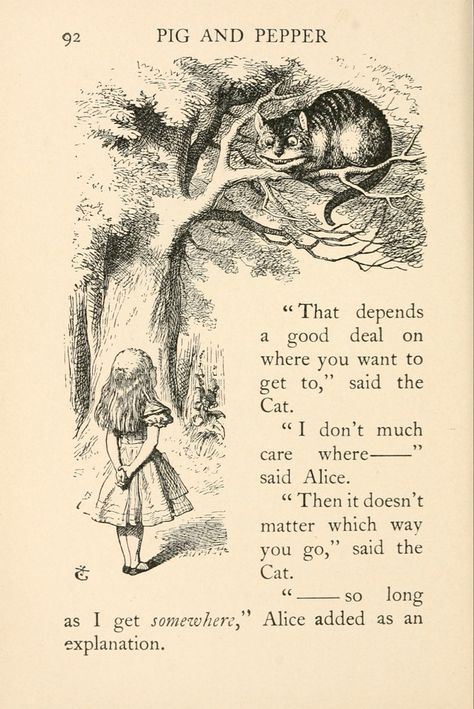 92 PIG AND PEPPER
“ That depends
a good deal on
where you want to
get to,” said the
Cat.
“ I don’t much
care where——”
said Alice.
“ Then it doesn’t
matter which way
you go,” said the
Cat.
“ —— so long
as I get somewhere,” Alice added as an
explanation.